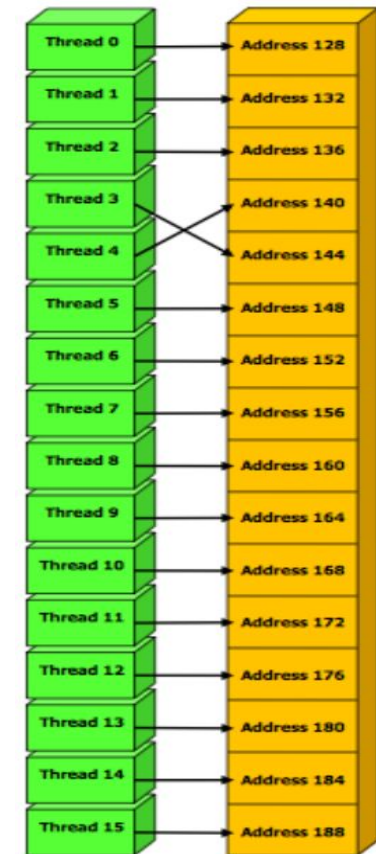 Thread 0 Address 128
Thread 1 Address 132
Thread 2 Address 136
Thread 3 Address 140
Thread 4 Address 144
Thread 5 Address 148
Thread 6 Address 152
Thread 7 Address 156
Thread 8 Address 160
Thread 9 Address 164
Thread 10 Address 168
Thread 11 Address 172
Thread 12 Address 176
Thread 13 Address 180
Thread 14 Address 184
Thread 15 Address 188